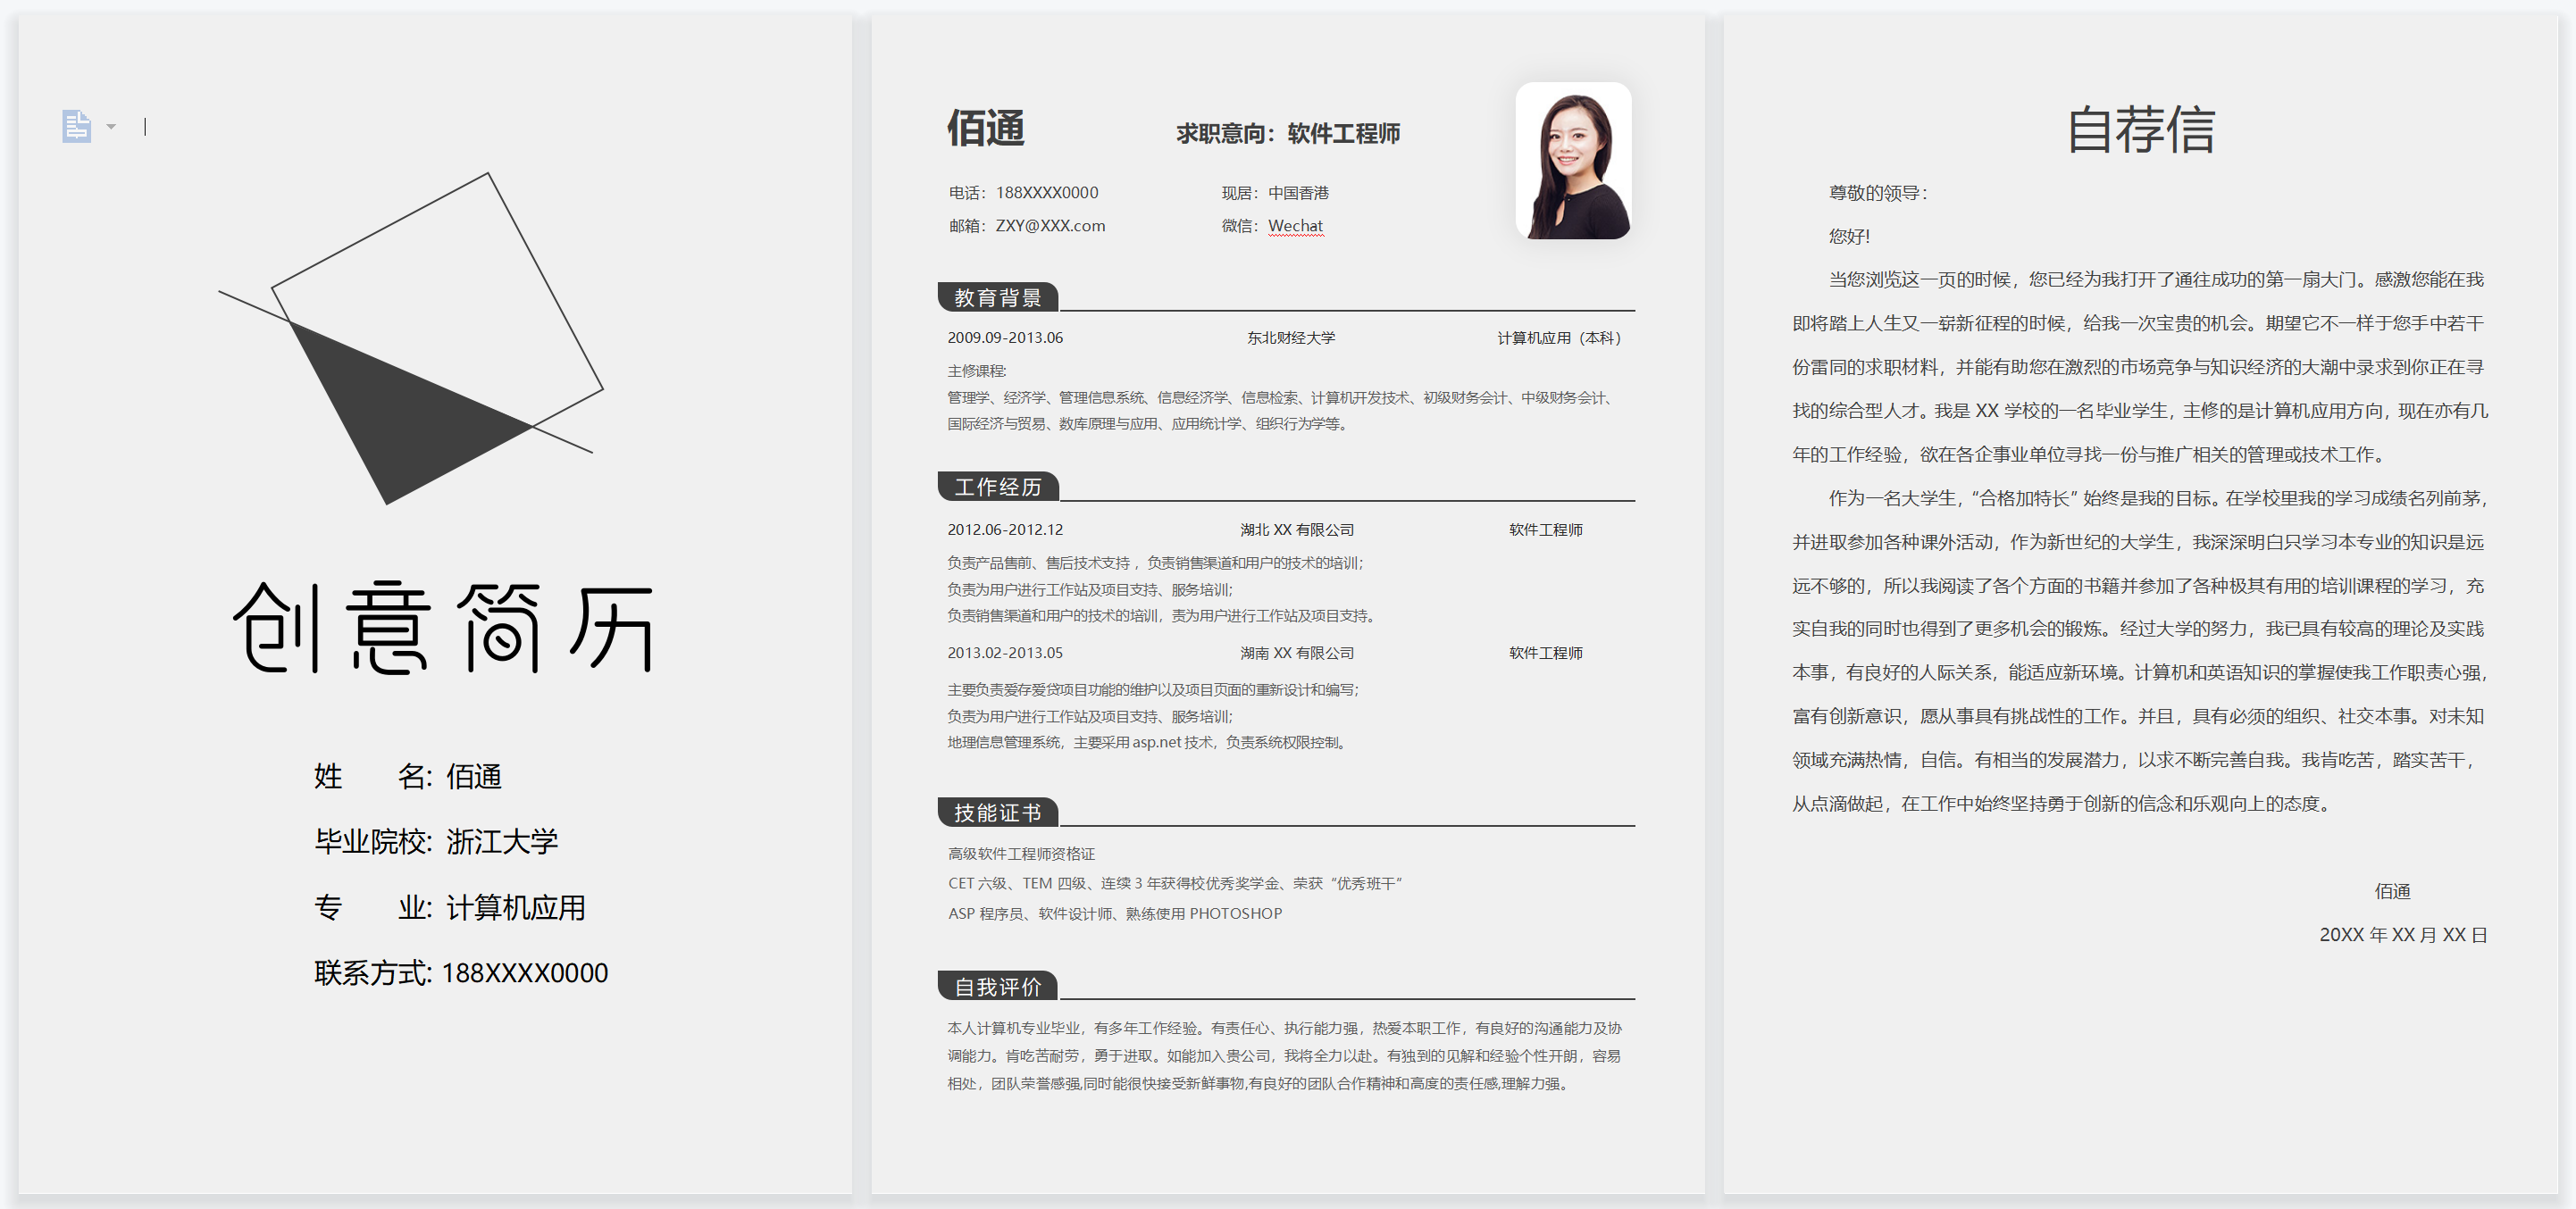 创意简历
姓 名: 佰通
毕业院校: 浙江大学
专 业: 计算机应用
联系方式: 188XXXX0000
佰通
求职意向：软件工程师
电话：188XXXX0000
现居：中国香港
邮箱：ZXY@XXX.com
微信：Wechat
教育背景
2009.09-2013.06 东北财经大学 计算机应用（本科）
主修课程:
管理学、经济学、管理信息系统、信息经济学、信息检索、计算机开发技术、初级财务会计、中级财务会计、
国际经济与贸易、数库原理与应用、应用统计学、组织行为学等。
工作经历
2012.06-2012.12 湖北 XX 有限公司 软件工程师
负责产品售前、售后技术支持 ，负责销售渠道和用户的技术的培训；
负责为用户进行工作站及项目支持、服务培训；
负责销售渠道和用户的技术的培训，责为用户进行工作站及项目支持。
2013.02-2013.05 湖南 XX 有限公司 软件工程师
主要负责爱存爱贷项目功能的维护以及项目页面的重新设计和编写；
负责为用户进行工作站及项目支持、服务培训；
地理信息管理系统，主要采用 asp.net 技术，负责系统权限控制。
技能证书
高级软件工程师资格证
CET 六级、TEM 四级、连续 3 年获得校优秀奖学金、荣获“优秀班干”
ASP 程序员、软件设计师、熟练使用 PHOTOSHOP
自我评价
本人计算机专业毕业，有多年工作经验。有责任心、执行能力强，热爱本职工作，有良好的沟通能力及协
调能力。肯吃苦耐劳，勇于进取。如能加入贵公司，我将全力以赴。有独到的见解和经验个性开朗，容易
相处，团队荣誉感强,同时能很快接受新鲜事物,有良好的团队合作精神和高度的责任感,理解力强。
自荐信
尊敬的领导：
您好!
当您浏览这一页的时候，您已经为我打开了通往成功的第一扇大门。感激您能在我
即将踏上人生又一崭新征程的时候，给我一次宝贵的机会。期望它不一样于您手中若干
份雷同的求职材料，并能有助您在激烈的市场竞争与知识经济的大潮中录求到你正在寻
找的综合型人才。我是 XX 学校的一名毕业学生，主修的是计算机应用方向，现在亦有几
年的工作经验，欲在各企事业单位寻找一份与推广相关的管理或技术工作。
作为一名大学生，“合格加特长”始终是我的目标。在学校里我的学习成绩名列前茅，
并进取参加各种课外活动，作为新世纪的大学生，我深深明白只学习本专业的知识是远
远不够的，所以我阅读了各个方面的书籍并参加了各种极其有用的培训课程的学习，充
实自我的同时也得到了更多机会的锻炼。经过大学的努力，我已具有较高的理论及实践
本事，有良好的人际关系，能适应新环境。计算机和英语知识的掌握使我工作职责心强，
富有创新意识，愿从事具有挑战性的工作。并且，具有必须的组织、社交本事。对未知
领域充满热情，自信。有相当的发展潜力，以求不断完善自我。我肯吃苦，踏实苦干，
从点滴做起，在工作中始终坚持勇于创新的信念和乐观向上的态度。
佰通
20XX 年 XX 月 XX 日